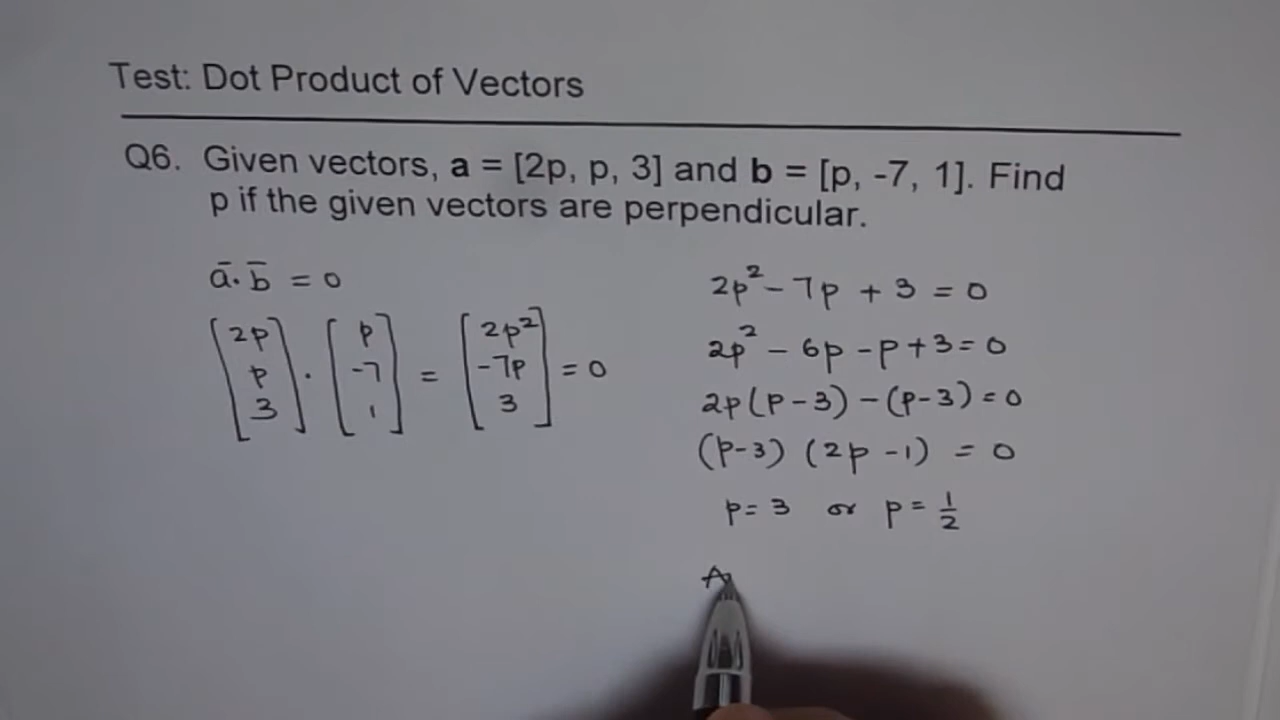 Test: Dot Product of Vectors
Q6. Given vectors, a = [2p, p, 3] and b = [p, -7, 1]. Find
p if the given vectors are perpendicular.
a̅·b̅ = 0
[2p p 3] · [p -7 1] = [2p² -7p 3] = 0
2p² - 7p + 3 = 0
2p² - 6p - p + 3 = 0
2p(p - 3) - (p - 3) = 0
(p-3) (2p - 1) = 0
p = 3 or p = 1/2
A